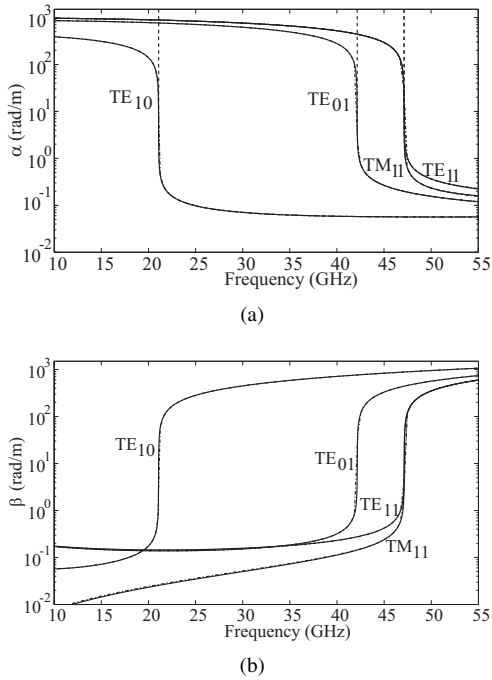 10^3
10^2
10^1
10^0
10^-1
10^-2
α (rad/m)
TE10
TE01
TM11
TE11
10 15 20 25 30 35 40 45 50 55
Frequency (GHz)
(a)
10^3
10^2
10^1
10^0
10^-1
10^-2
β (rad/m)
TE10
TE01
TE11
TM11
10 15 20 25 30 35 40 45 50 55
Frequency (GHz)
(b)